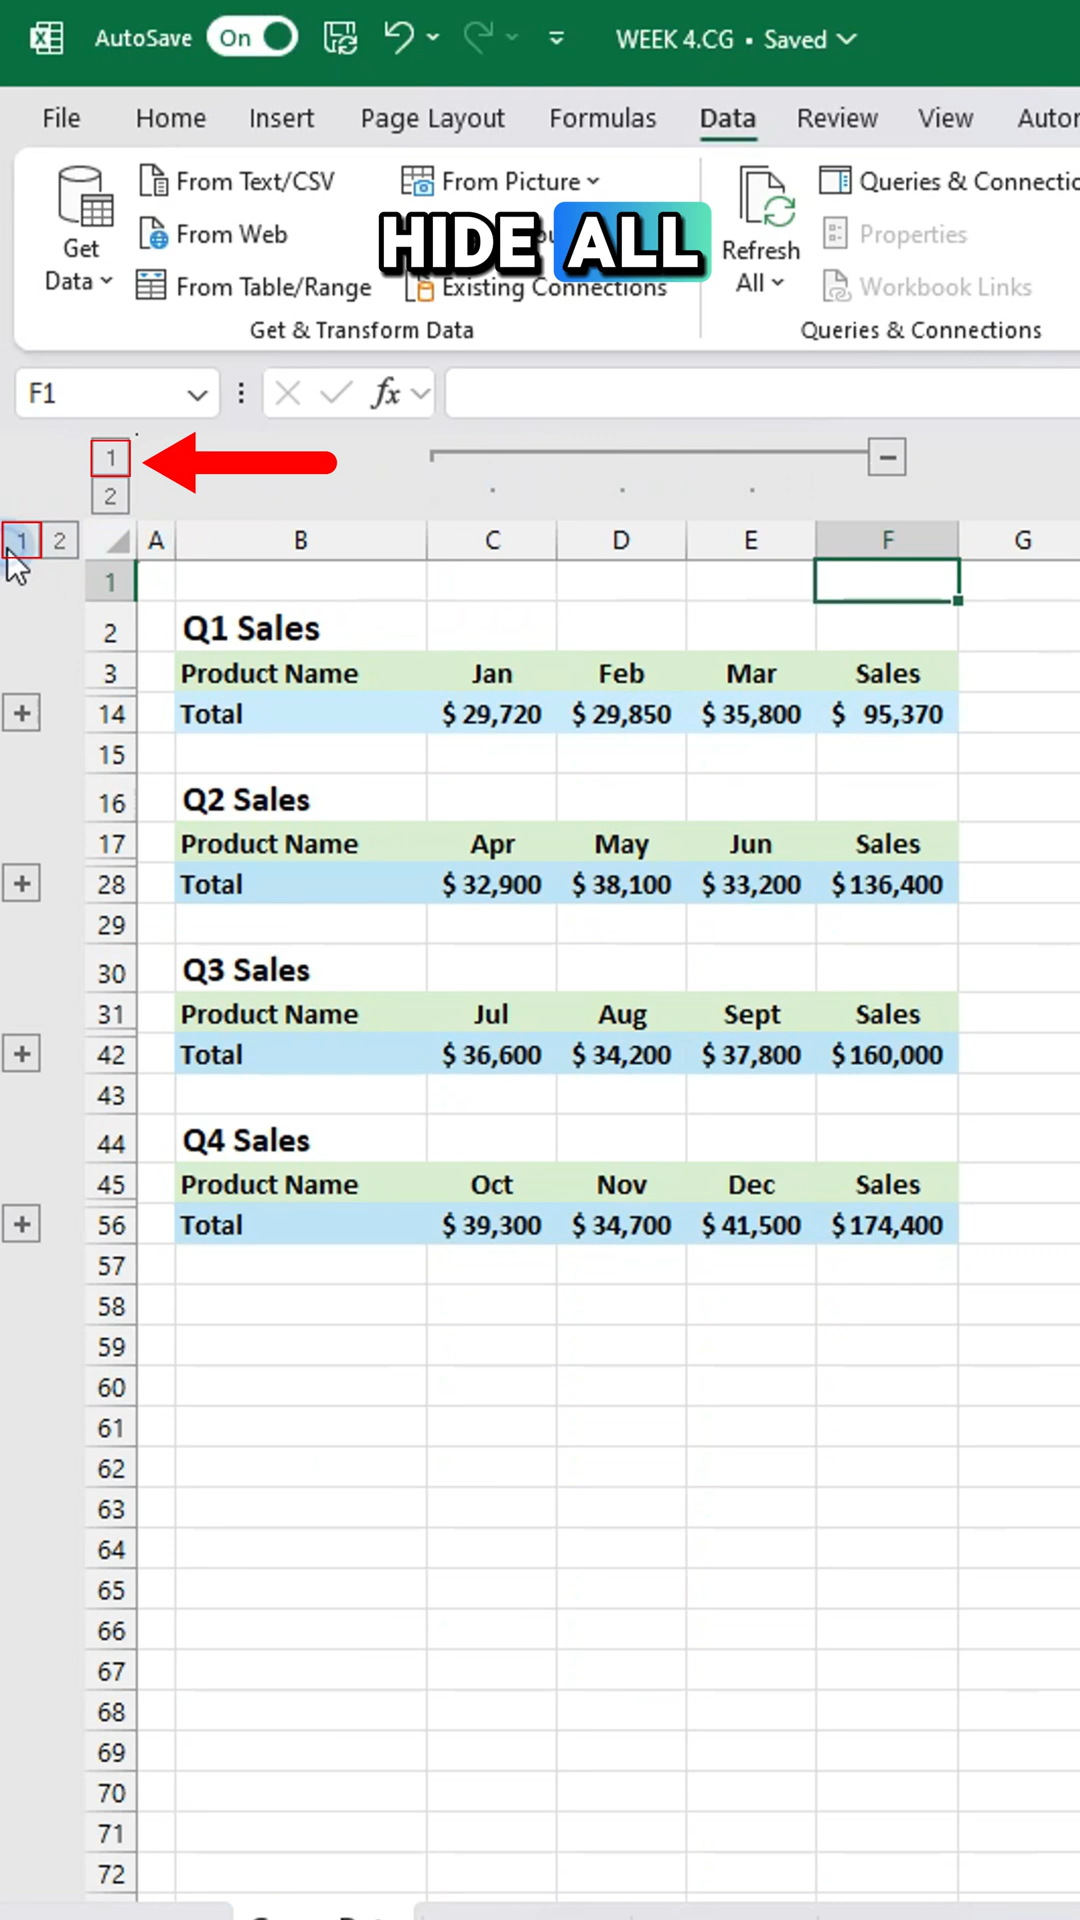 AutoSave On WEEK 4.CG • Saved
File Home Insert Page Layout Formulas Data Review View
Get Data
From Text/CSV
From Web
From Table/Range
From Picture
Existing Connections
Get & Transform Data
HIDE ALL
Refresh All
Queries &
Properties
Workbook Links
Queries & Connections
F1 fx
1
2
1 2 A B C D E F G
1
2 Q1 Sales
3 Product Name Jan Feb Mar Sales
14 Total $ 29,720 $ 29,850 $ 35,800 $ 95,370
15
16 Q2 Sales
17 Product Name Apr May Jun Sales
28 Total $ 32,900 $ 38,100 $ 33,200 $ 136,400
29
30 Q3 Sales
31 Product Name Jul Aug Sept Sales
42 Total $ 36,600 $ 34,200 $ 37,800 $ 160,000
43
44 Q4 Sales
45 Product Name Oct Nov Dec Sales
56 Total $ 39,300 $ 34,700 $ 41,500 $ 174,400
57
58
59
60
61
62
63
64
65
66
67
68
69
70
71
72